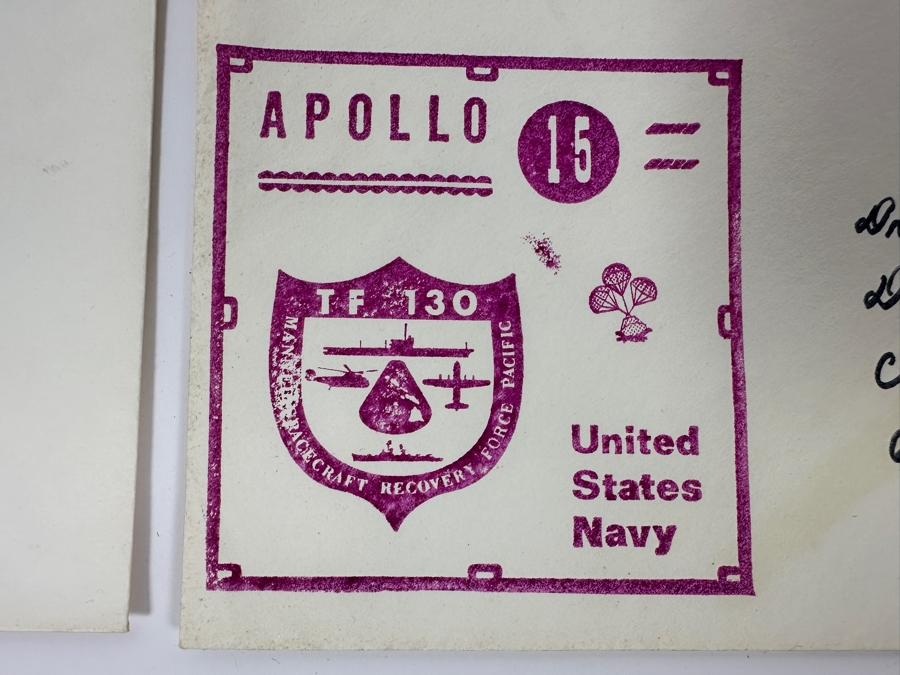 APOLLO 15
TF 130
MANNED SPACECRAFT RECOVERY FORCE PACIFIC
United
States
Navy